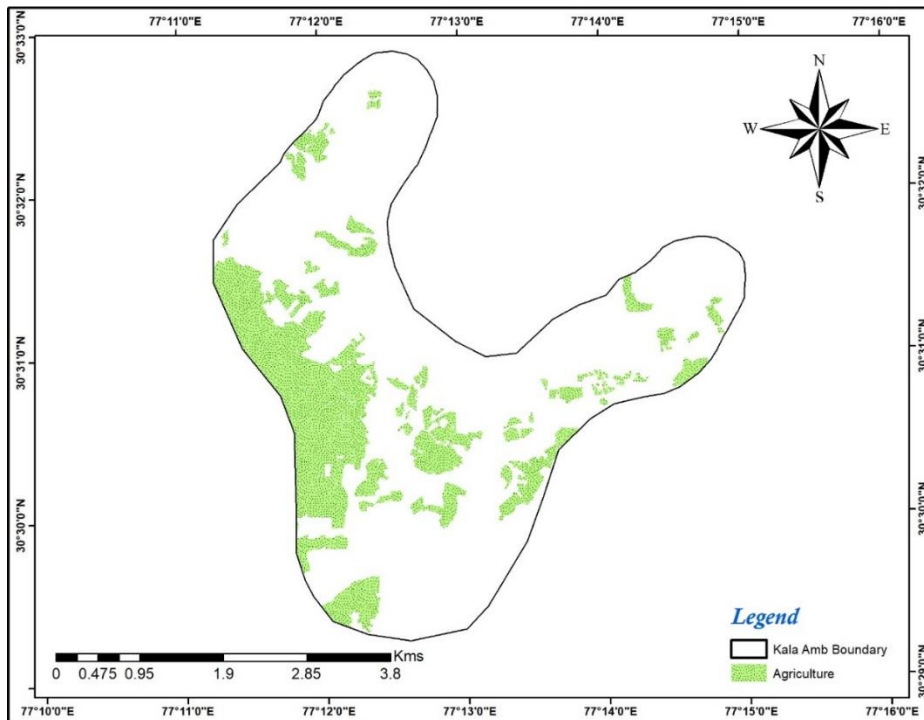 77°11'0"E 77°12'0"E 77°13'0"E 77°14'0"E 77°15'0"E 77°16'0"E
30°33'0"N
30°32'0"N
30°31'0"N
30°30'0"N
N
W E
S
Legend
Kala Amb Boundary
Agriculture
Kms
0 0.475 0.95 1.9 2.85 3.8
77°10'0"E 77°11'0"E 77°12'0"E 77°13'0"E 77°14'0"E 77°15'0"E